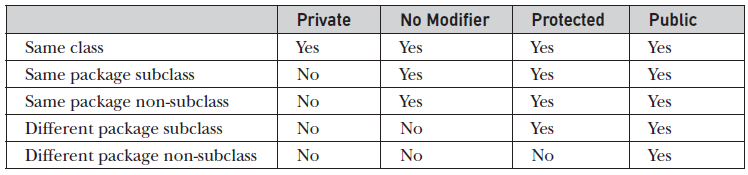 Private No Modifier Protected Public
Same class Yes Yes Yes Yes
Same package subclass No Yes Yes Yes
Same package non-subclass No Yes Yes Yes
Different package subclass No No Yes Yes
Different package non-subclass No No No Yes